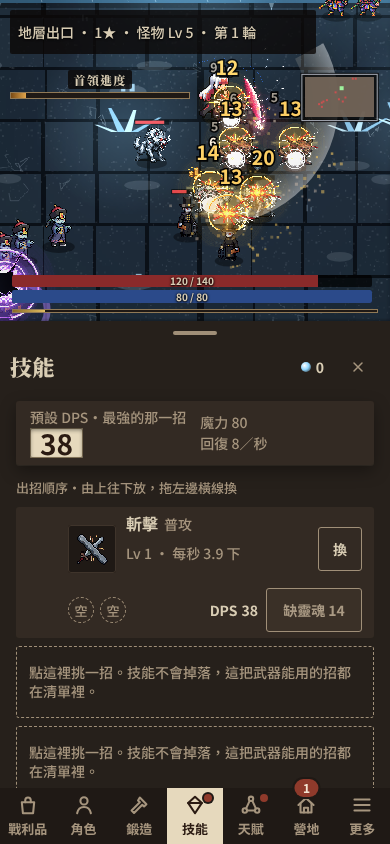 地層出口 • 1★ • 怪物 Lv 5 • 第 1 輪
首領進度
12
13
5
13
5
14
20
13
120 / 140
80 / 80
技能
0
×
預設 DPS • 最強的那一招
38
魔力 80
回復 8／秒
出招順序 • 由上往下放，拖左邊橫線換
斬擊 普攻
Lv 1 • 每秒 3.9 下
換
空 空
DPS 38
缺靈魂 14
點這裡挑一招。技能不會掉落，這把武器能用的招都
在清單裡。
點這裡挑一招。技能不會掉落，這把武器能用的招都
在清單裡。
1
戰利品 角色 鍛造 技能 天賦 營地 更多